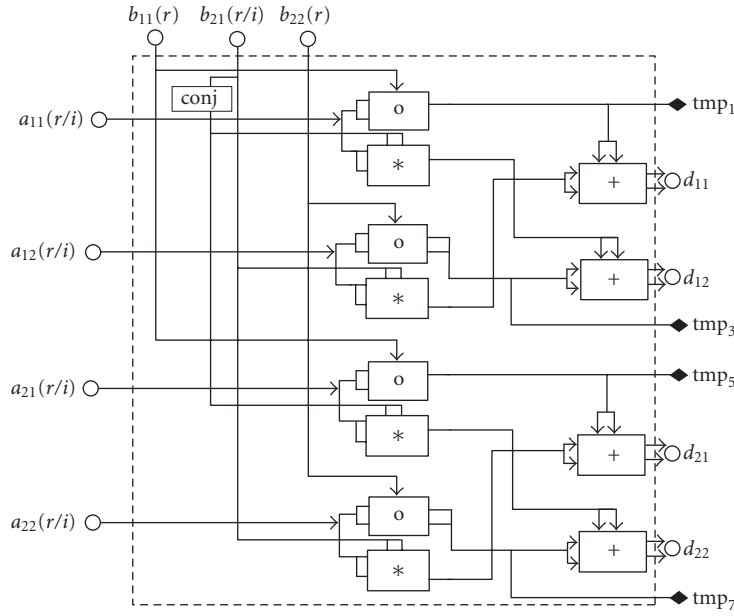 b₁₁(r) b₂₁(r/i) b₂₂(r)
conj
o
tmp₁
a₁₁(r/i)
*
+
d₁₁
o
a₁₂(r/i)
+
d₁₂
*
tmp₃
o
tmp₅
a₂₁(r/i)
*
+
d₂₁
o
a₂₂(r/i)
+
d₂₂
*
tmp₇